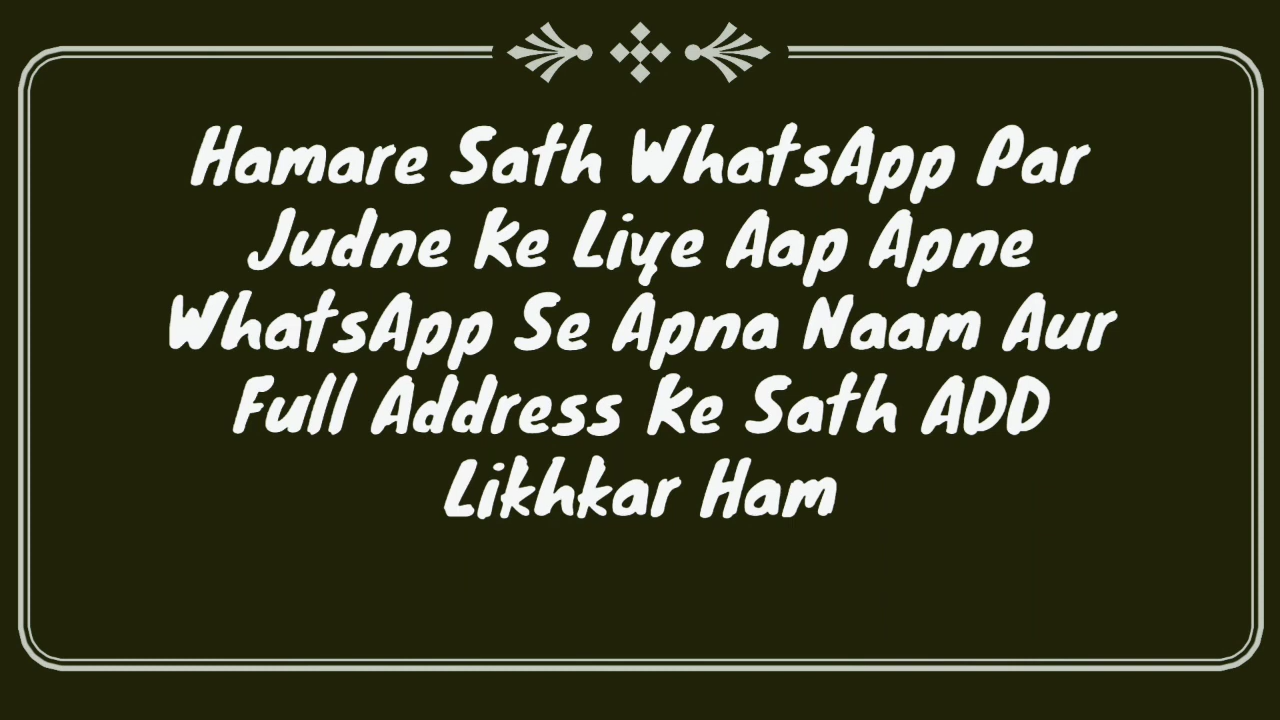 Hamare Sath WhatsApp Par
Judne Ke Liye Aap Apne
WhatsApp Se Apna Naam Aur
Full Address Ke Sath ADD
Likhkar Ham